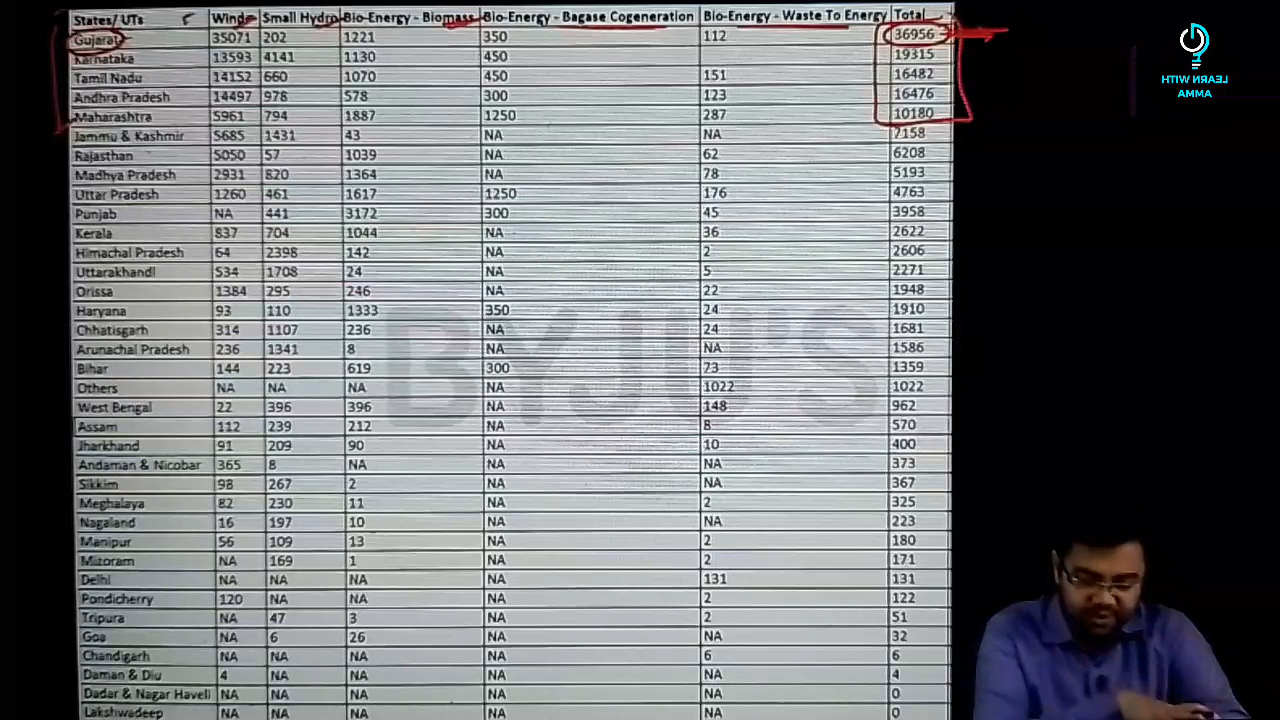 States/ UTs Wind Small Hydro Bio-Energy - Biomass Bio-Energy - Bagase Cogeneration Bio-Energy - Waste To Energy Total
Gujarat 35071 202 1221 350 112 36956
Karnataka 13593 4141 1130 450 19315
Tamil Nadu 14152 660 1070 450 151 16482
Andhra Pradesh 14497 978 578 300 123 16476
Maharashtra 5961 794 1887 1250 287 10180
Jammu & Kashmir 5685 1431 43 NA NA 7158
Rajasthan 5050 57 1039 NA 62 6208
Madhya Pradesh 2931 820 1364 NA 78 5193
Uttar Pradesh 1260 461 1617 1250 176 4763
Punjab NA 441 3172 300 45 3958
Kerala 837 704 1044 NA 36 2622
Himachal Pradesh 64 2398 142 NA 2 2606
Uttarakhandl 534 1708 24 NA 5 2271
Orissa 1384 295 246 NA 22 1948
Haryana 93 110 1333 350 24 1910
Chhatisgarh 314 1107 236 NA 24 1681
Arunachal Pradesh 236 1341 8 NA NA 1586
Bihar 144 223 619 300 73 1359
Others NA NA NA NA 1022 1022
West Bengal 22 396 396 NA 148 962
Assam 112 239 212 NA 8 570
Jharkhand 91 209 90 NA 10 400
Andaman & Nicobar 365 8 NA NA NA 373
Sikkim 98 267 2 NA NA 367
Meghalaya 82 230 11 NA 2 325
Nagaland 16 197 10 NA NA 223
Manipur 56 109 13 NA 2 180
Mizoram NA 169 1 NA 2 171
Delhi NA NA NA NA 131 131
Pondicherry 120 NA NA NA 2 122
Tripura NA 47 3 NA 2 51
Goa NA 6 26 NA NA 32
Chandigarh NA NA NA NA 6 6
Daman & Diu 4 NA NA NA NA 4
Dadar & Nagar Haveli NA NA NA NA NA 0
Lakshwadeep NA NA NA NA NA 0
BYJU'S
LEARN WITH
AMMA